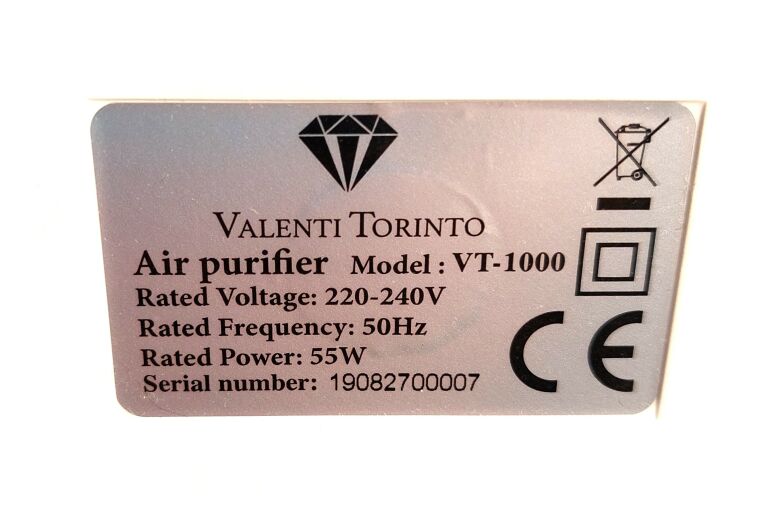 VALENTI TORINTO
Air purifier Model : VT-1000
Rated Voltage: 220-240V
Rated Frequency: 50Hz
Rated Power: 55W
Serial number: 19082700007
CE